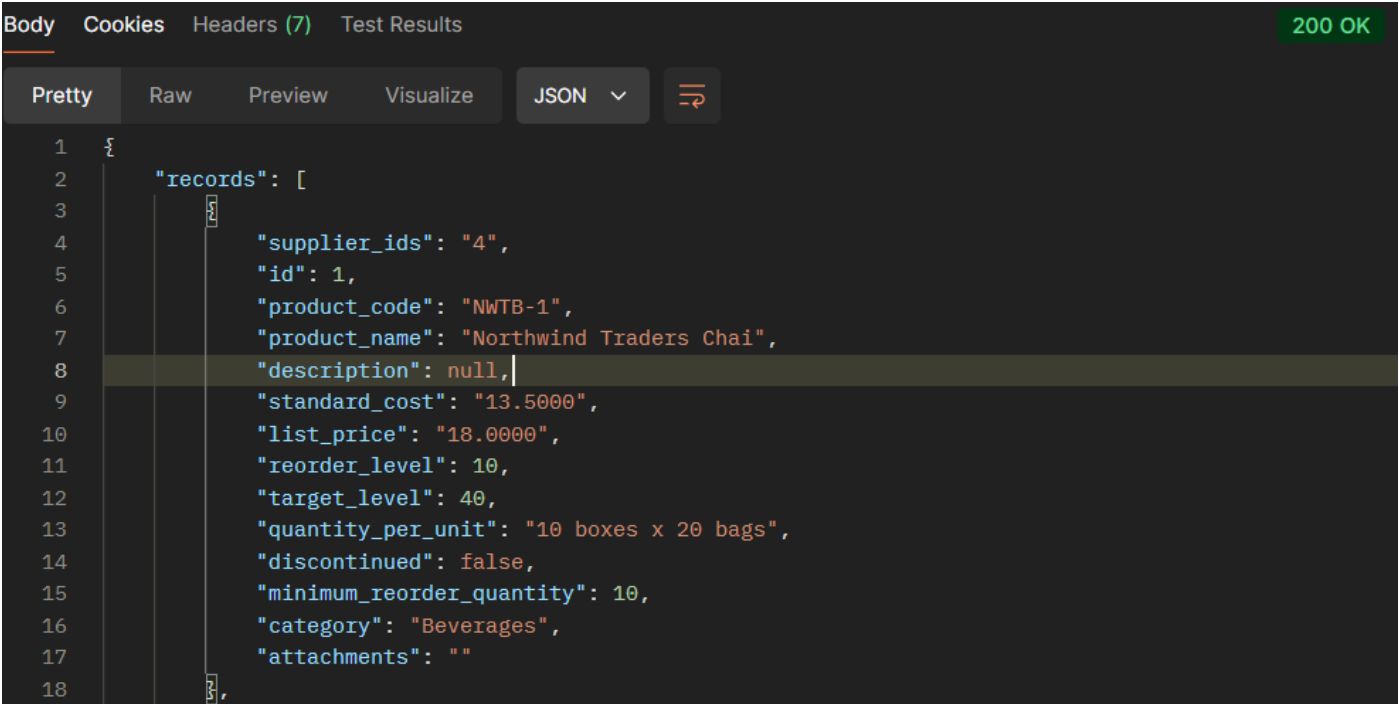 Body Cookies Headers (7) Test Results 200 OK
Pretty Raw Preview Visualize JSON
1 {
2 "records": [
3 {
4 "supplier_ids": "4",
5 "id": 1,
6 "product_code": "NWTB-1",
7 "product_name": "Northwind Traders Chai",
8 "description": null,
9 "standard_cost": "13.5000",
10 "list_price": "18.0000",
11 "reorder_level": 10,
12 "target_level": 40,
13 "quantity_per_unit": "10 boxes x 20 bags",
14 "discontinued": false,
15 "minimum_reorder_quantity": 10,
16 "category": "Beverages",
17 "attachments": ""
18 },